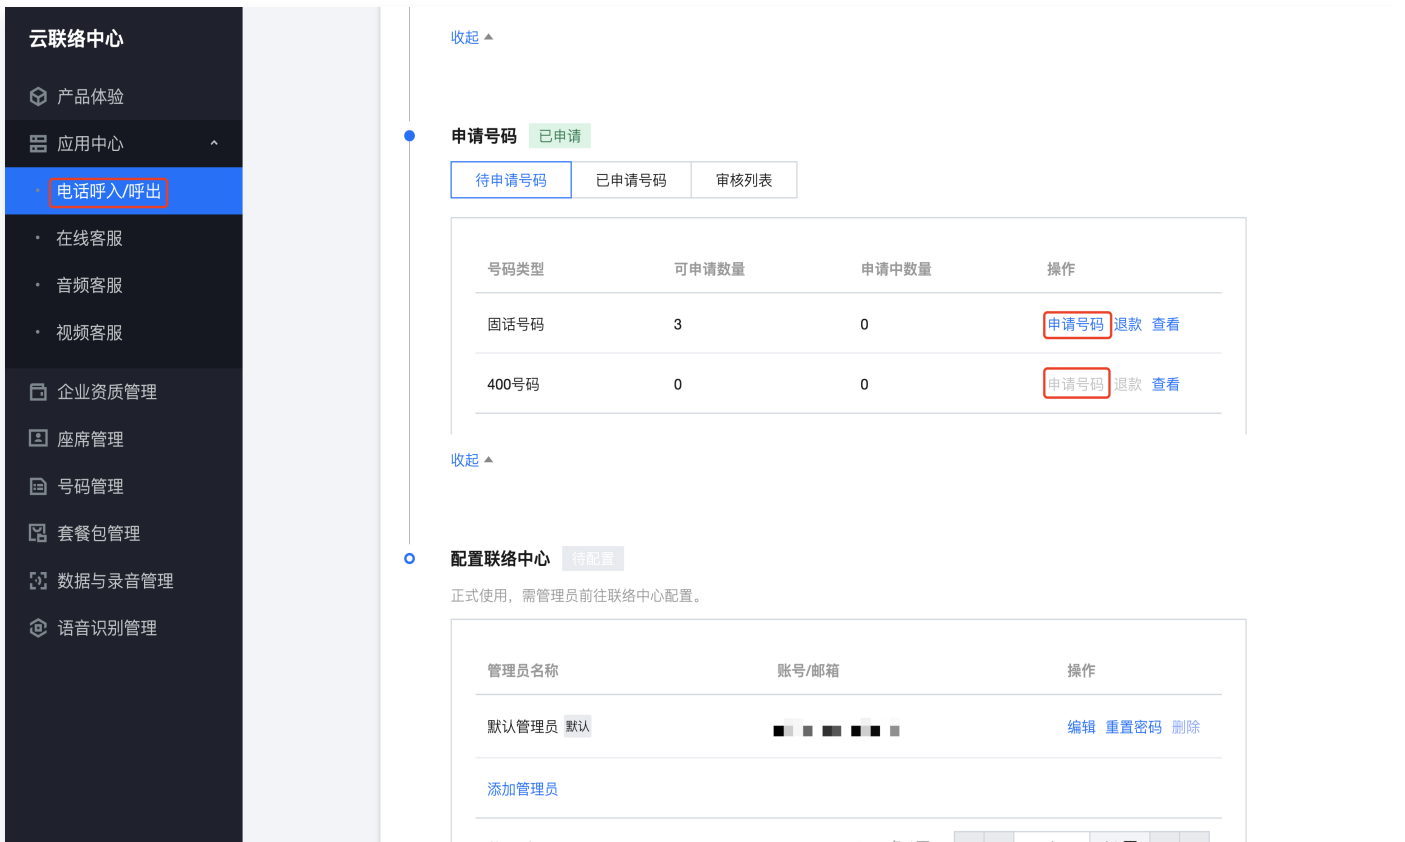 云联络中心
产品体验
应用中心
电话呼入/呼出
在线客服
音频客服
视频客服
企业资质管理
座席管理
号码管理
套餐包管理
数据与录音管理
语音识别管理
收起
申请号码 已申请
待申请号码 已申请号码 审核列表
号码类型 可申请数量 申请中数量 操作
固话号码 3 0 申请号码 退款 查看
400号码 0 0 申请号码 退款 查看
收起
配置联络中心 待配置
正式使用，需管理员前往联络中心配置。
管理员名称 账号/邮箱 操作
默认管理员 默认 编辑 重置密码 删除
添加管理员